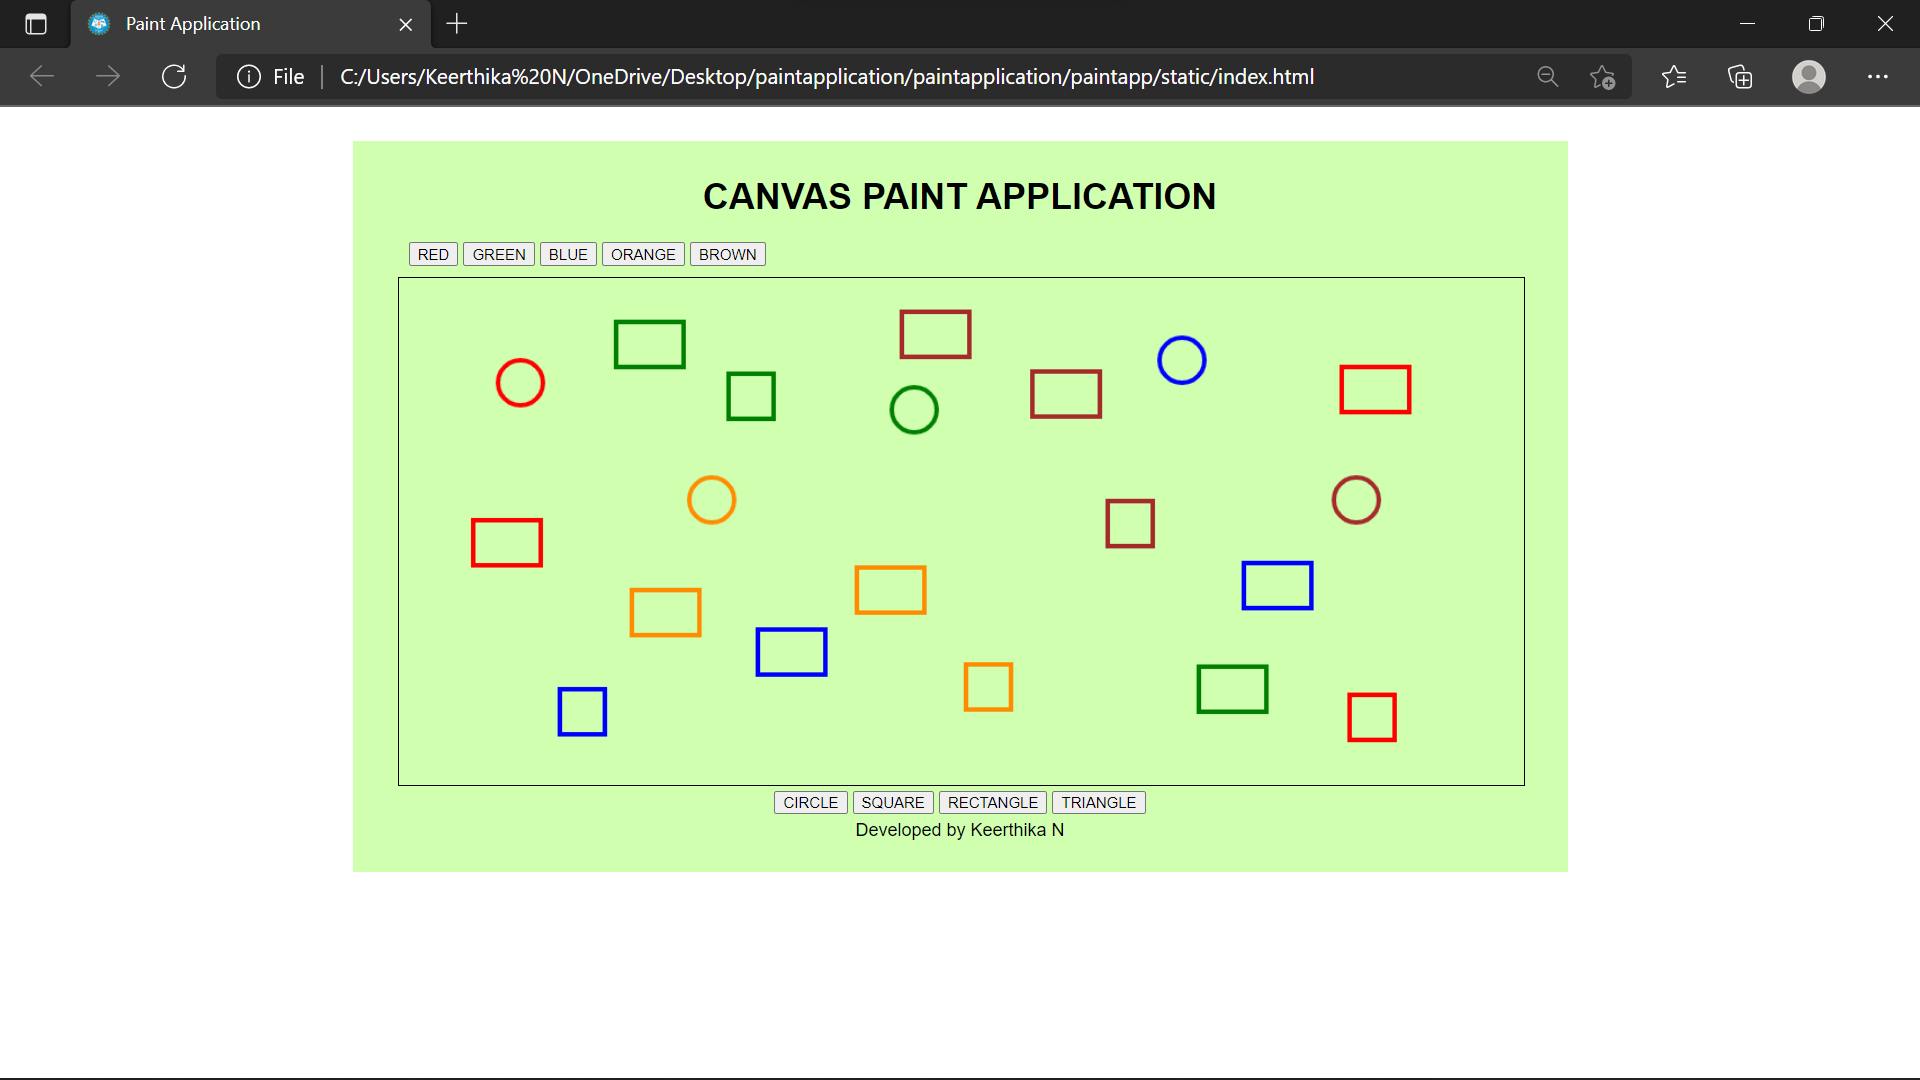 Paint Application
File C:/Users/Keerthika%20N/OneDrive/Desktop/paintapplication/paintapplication/paintapp/static/index.html
CANVAS PAINT APPLICATION
RED GREEN BLUE ORANGE BROWN
CIRCLE SQUARE RECTANGLE TRIANGLE
Developed by Keerthika N